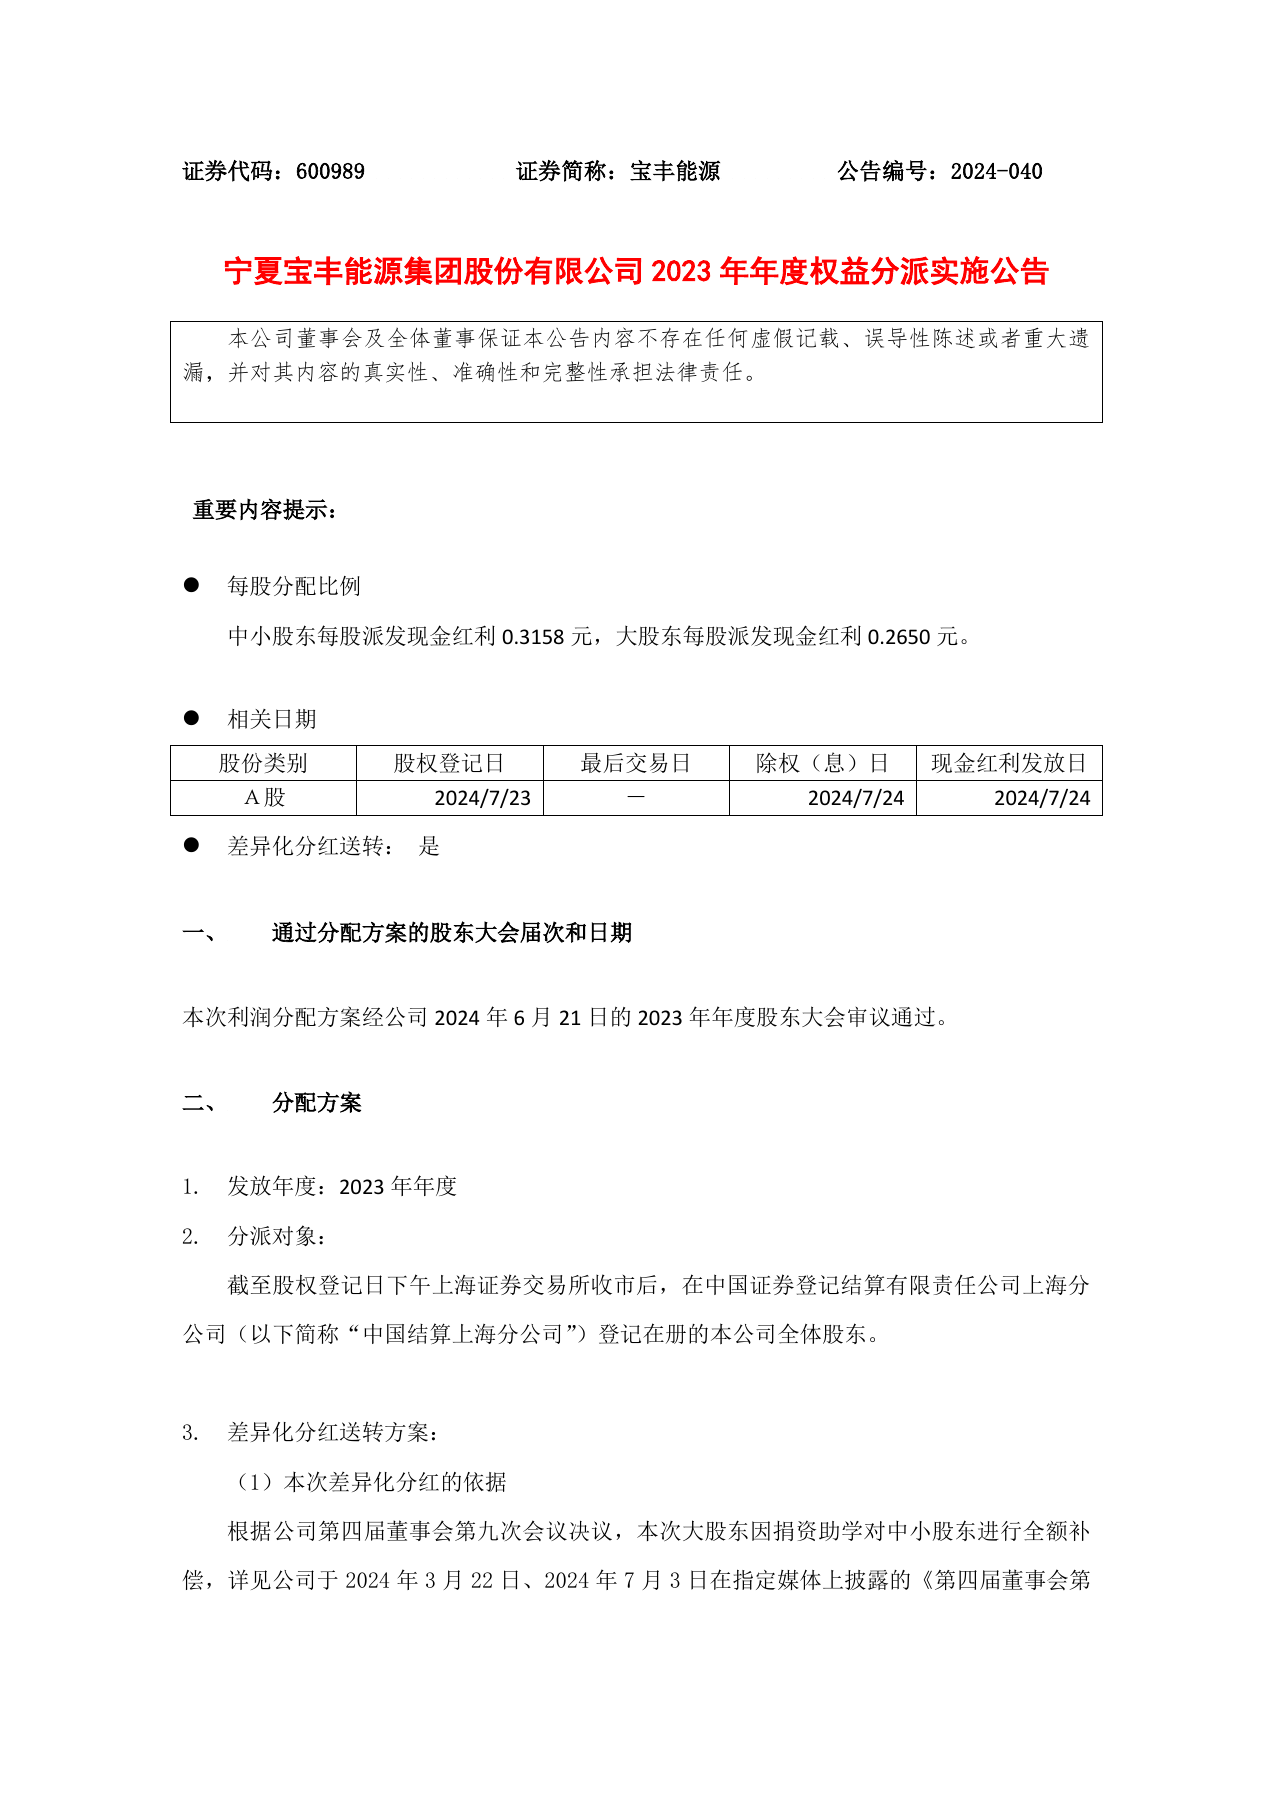 证券代码：600989 证券简称：宝丰能源 公告编号：2024-040
宁夏宝丰能源集团股份有限公司 2023 年年度权益分派实施公告
本公司董事会及全体董事保证本公告内容不存在任何虚假记载、误导性陈述或者重大遗
漏，并对其内容的真实性、准确性和完整性承担法律责任。
重要内容提示：
● 每股分配比例
中小股东每股派发现金红利 0.3158 元，大股东每股派发现金红利 0.2650 元。
● 相关日期
股份类别 股权登记日 最后交易日 除权（息）日 现金红利发放日
Ａ股 2024/7/23 － 2024/7/24 2024/7/24
● 差异化分红送转： 是
一、 通过分配方案的股东大会届次和日期
本次利润分配方案经公司 2024 年 6 月 21 日的 2023 年年度股东大会审议通过。
二、 分配方案
1. 发放年度：2023 年年度
2. 分派对象：
截至股权登记日下午上海证券交易所收市后，在中国证券登记结算有限责任公司上海分
公司（以下简称“中国结算上海分公司”）登记在册的本公司全体股东。
3. 差异化分红送转方案：
（1）本次差异化分红的依据
根据公司第四届董事会第九次会议决议，本次大股东因捐资助学对中小股东进行全额补
偿，详见公司于 2024 年 3 月 22 日、2024 年 7 月 3 日在指定媒体上披露的《第四届董事会第